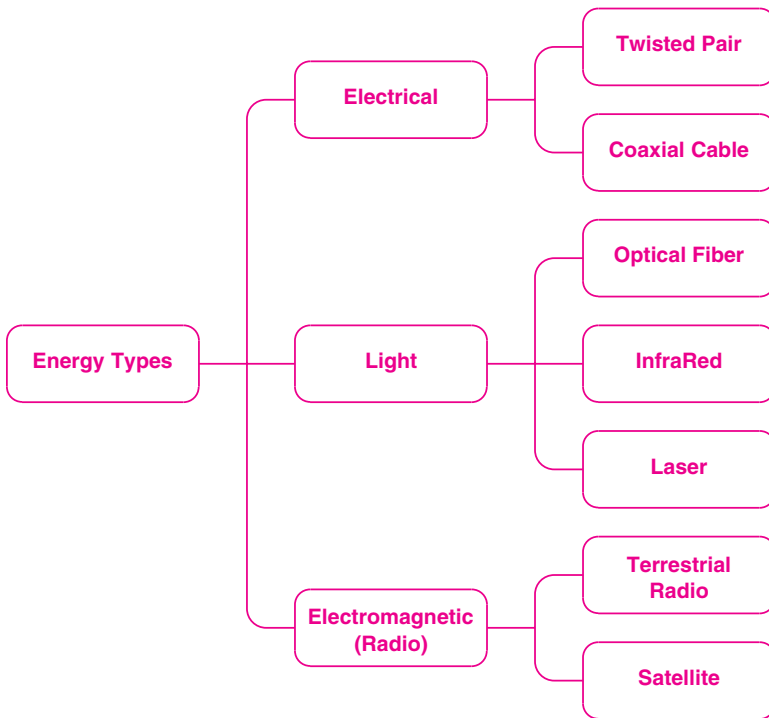 Energy Types
Electrical
Twisted Pair
Coaxial Cable
Light
Optical Fiber
InfraRed
Laser
Electromagnetic
(Radio)
Terrestrial
Radio
Satellite